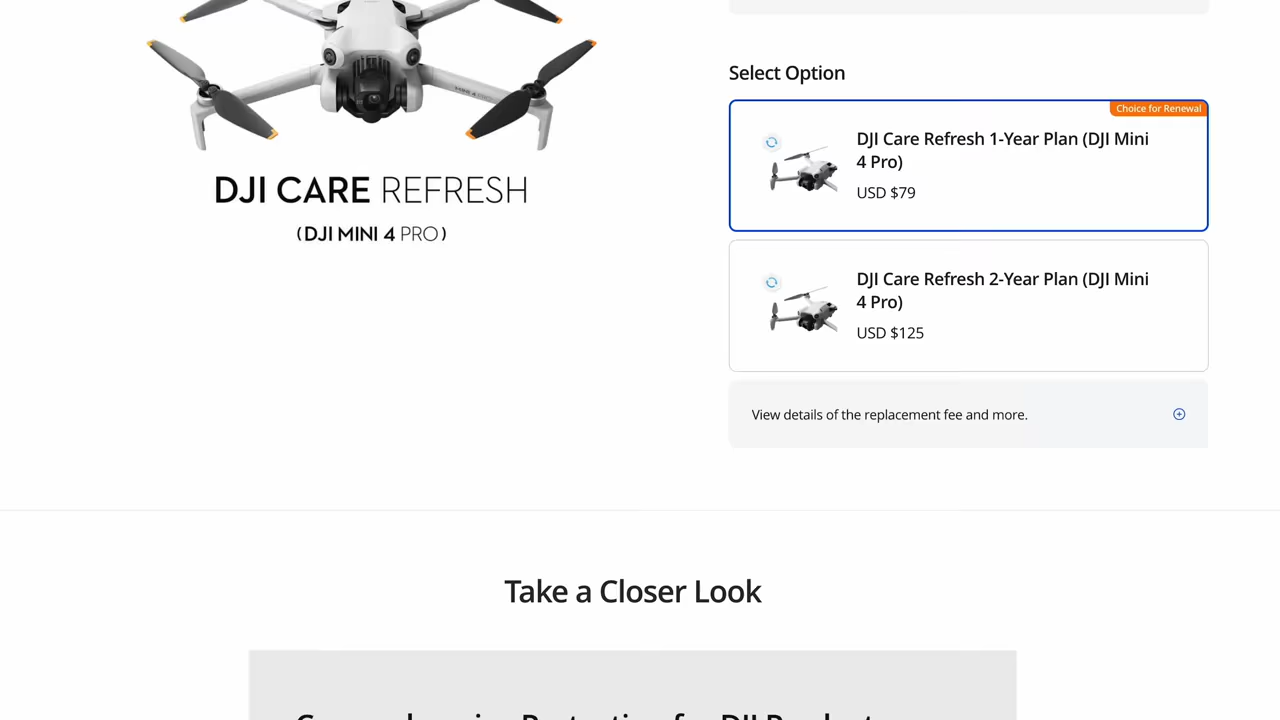 DJI CARE REFRESH
(DJI MINI 4 PRO)
Select Option
Choice for Renewal
DJI Care Refresh 1-Year Plan (DJI Mini
4 Pro)
USD $79
DJI Care Refresh 2-Year Plan (DJI Mini
4 Pro)
USD $125
View details of the replacement fee and more.
Take a Closer Look